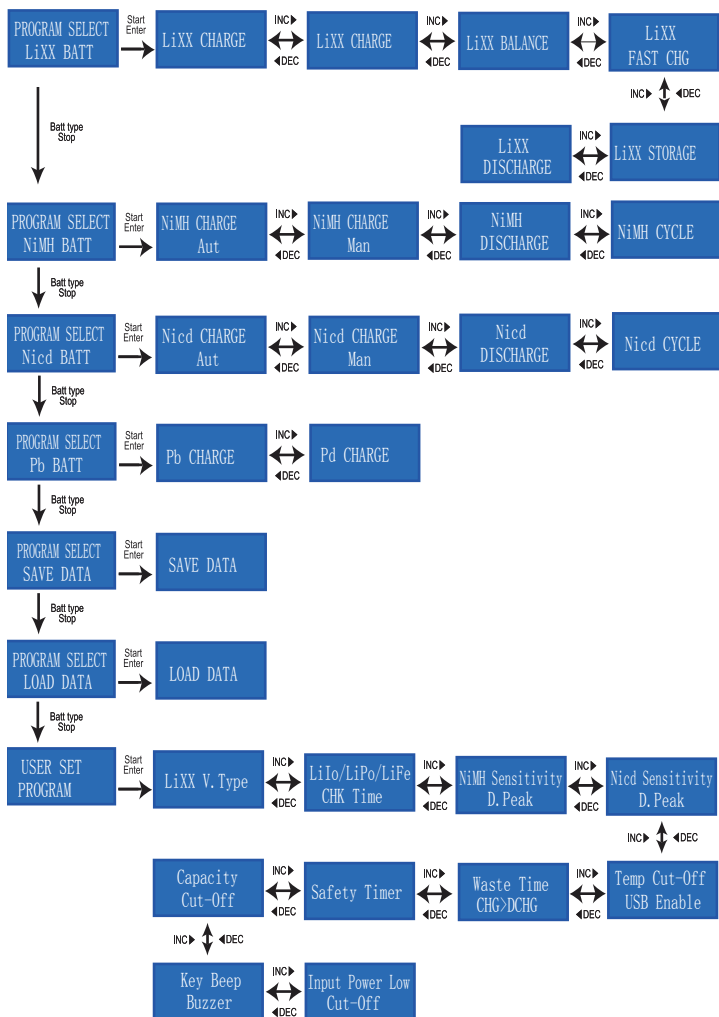 PROGRAM SELECT
LiXX BATT
Start
Enter
LiXX CHARGE
INC▶
◀DEC
LiXX CHARGE
INC▶
◀DEC
LiXX BALANCE
INC▶
◀DEC
LiXX
FAST CHG
INC▶ ◀DEC
Batt type
Stop
LiXX
DISCHARGE
INC▶
◀DEC
LiXX STORAGE
PROGRAM SELECT
NiMH BATT
Start
Enter
NiMH CHARGE
Aut
INC▶
◀DEC
NiMH CHARGE
Man
INC▶
◀DEC
NiMH
DISCHARGE
INC▶
◀DEC
NiMH CYCLE
Batt type
Stop
PROGRAM SELECT
Nicd BATT
Start
Enter
Nicd CHARGE
Aut
INC▶
◀DEC
Nicd CHARGE
Man
INC▶
◀DEC
Nicd
DISCHARGE
INC▶
◀DEC
Nicd CYCLE
Batt type
Stop
PROGRAM SELECT
Pb BATT
Start
Enter
Pb CHARGE
INC▶
◀DEC
Pd CHARGE
Batt type
Stop
PROGRAM SELECT
SAVE DATA
Start
Enter
SAVE DATA
Batt type
Stop
PROGRAM SELECT
LOAD DATA
Start
Enter
LOAD DATA
Batt type
Stop
USER SET
PROGRAM
Start
Enter
LiXX V.Type
INC▶
◀DEC
LiIo/LiPo/LiFe
CHK Time
INC▶
◀DEC
NiMH Sensitivity
D.Peak
INC▶
◀DEC
Nicd Sensitivity
D.Peak
INC▶ ◀DEC
Capacity
Cut-Off
INC▶
◀DEC
Safety Timer
INC▶
◀DEC
Waste Time
CHG>DCHG
INC▶
◀DEC
Temp Cut-Off
USB Enable
INC▶ ◀DEC
Key Beep
Buzzer
INC▶
◀DEC
Input Power Low
Cut-Off